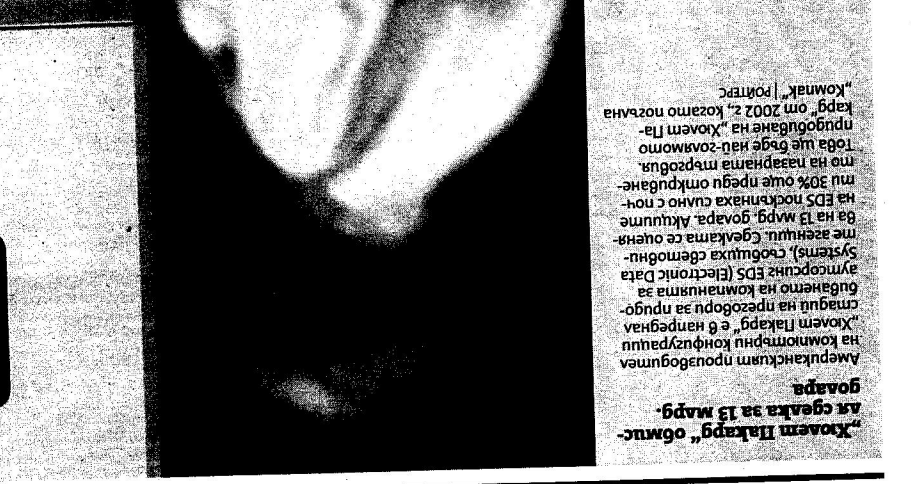 „Хюлет Пакард“ обмис-
ля сделка за 13 млрд.
долара
Американският производител
на компютърни конфигурации
„Хюлет Пакард“ е в напреднал
стадий на преговори за придо-
биването на компанията за
аутсорсинг EDS (Electronic Data
Systems), съобщиха световни-
те агенции. Сделката се оценя-
ва на 13 млрд. долара. Акциите
на EDS поскъпнаха силно с поч-
ти 30% още преди откриване-
то на пазарната търговия.
Това ще бъде най-голямото
придобиване на „Хюлет Па-
кард“ от 2002 г., когато погълна
„Компак“ | РОЙТЕРС